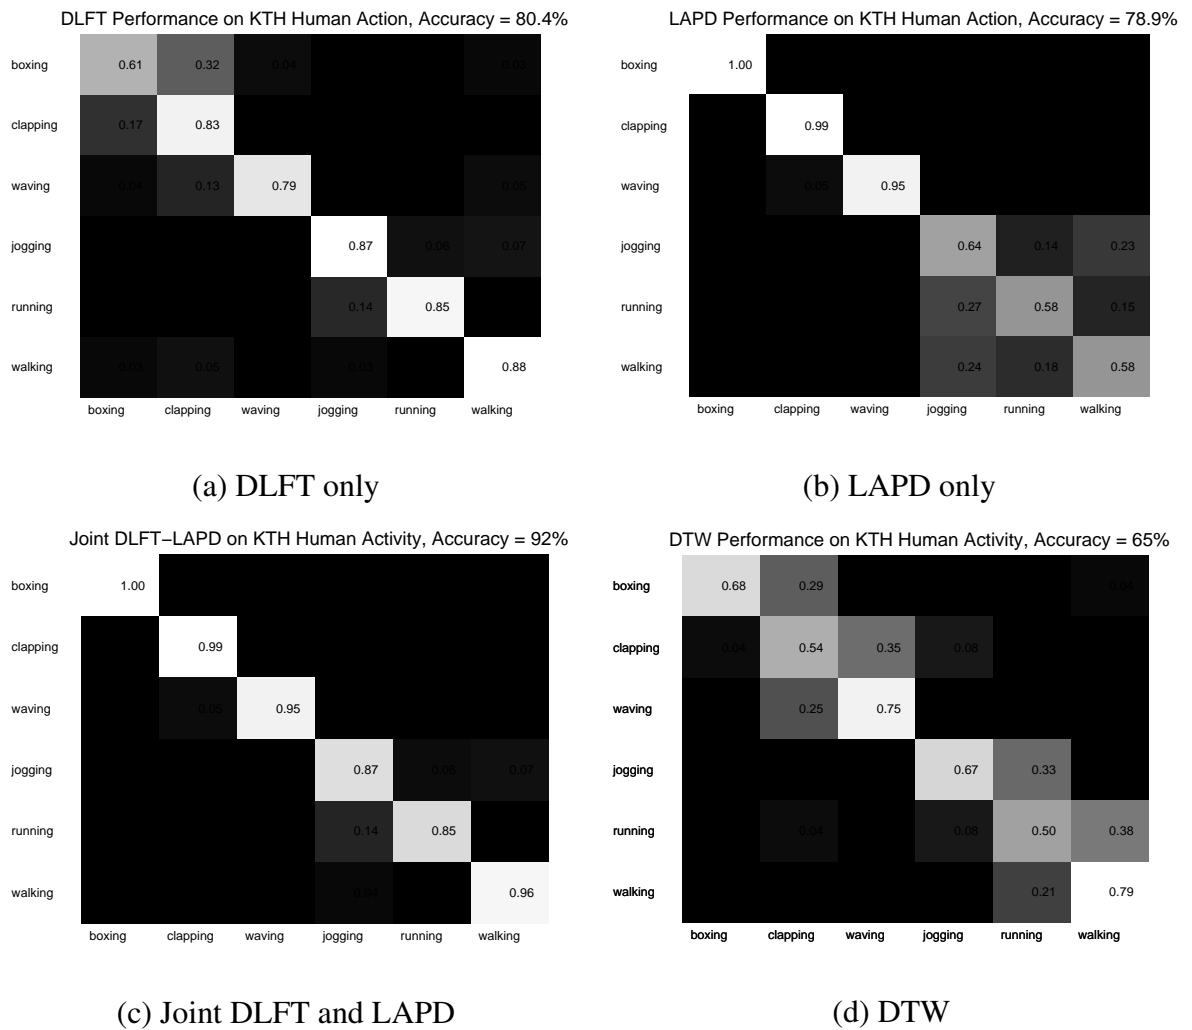 DLFT Performance on KTH Human Action, Accuracy = 80.4%
boxing 0.61 0.32 0.04 0.02
clapping 0.17 0.83
waving 0.04 0.13 0.79 0.05
jogging 0.87 0.06 0.07
running 0.14 0.85
walking 0.03 0.05 0.03 0.88
boxing clapping waving jogging running walking
(a) DLFT only
LAPD Performance on KTH Human Action, Accuracy = 78.9%
boxing 1.00
clapping 0.99
waving 0.05 0.95
jogging 0.64 0.14 0.23
running 0.27 0.58 0.15
walking 0.24 0.18 0.58
boxing clapping waving jogging running walking
(b) LAPD only
Joint DLFT−LAPD on KTH Human Activity, Accuracy = 92%
boxing 1.00
clapping 0.99
waving 0.05 0.95
jogging 0.87 0.06 0.07
running 0.14 0.85
walking 0.04 0.96
boxing clapping waving jogging running walking
(c) Joint DLFT and LAPD
DTW Performance on KTH Human Activity, Accuracy = 65%
boxing 0.68 0.29 0.04
clapping 0.04 0.54 0.35 0.08
waving 0.25 0.75
jogging 0.67 0.33
running 0.04 0.08 0.50 0.38
walking 0.21 0.79
boxing clapping waving jogging running walking
(d) DTW